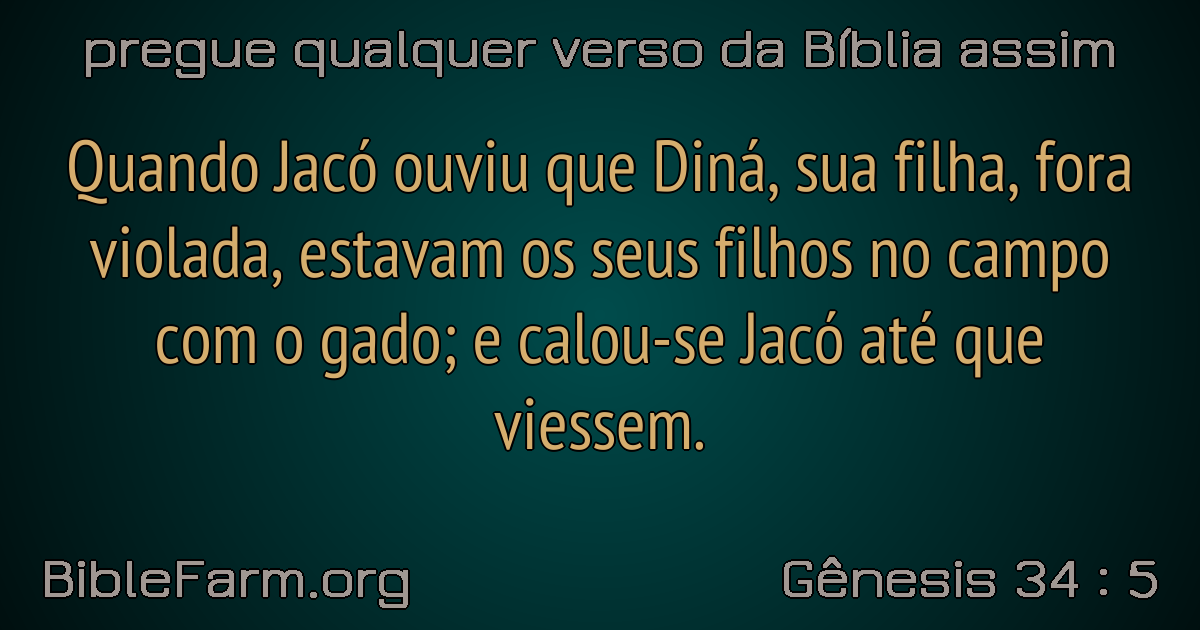 pregue qualquer verso da Bíblia assim
Quando Jacó ouviu que Diná, sua filha, fora
violada, estavam os seus filhos no campo
com o gado; e calou-se Jacó até que
viessem.
BibleFarm.org
Gênesis 34 : 5